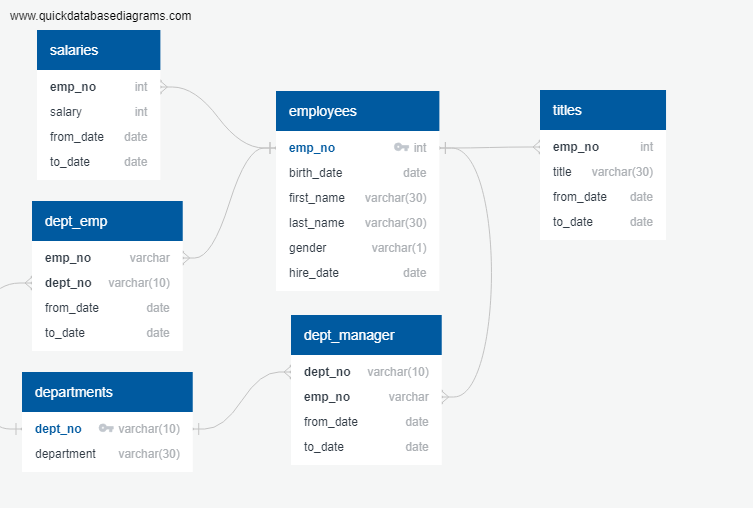 www.quickdatabasediagrams.com
salaries
emp_no int
salary int
from_date date
to_date date
employees
emp_no int
birth_date date
first_name varchar(30)
last_name varchar(30)
gender varchar(1)
hire_date date
titles
emp_no int
title varchar(30)
from_date date
to_date date
dept_emp
emp_no varchar
dept_no varchar(10)
from_date date
to_date date
dept_manager
dept_no varchar(10)
emp_no varchar
from_date date
to_date date
departments
dept_no varchar(10)
department varchar(30)